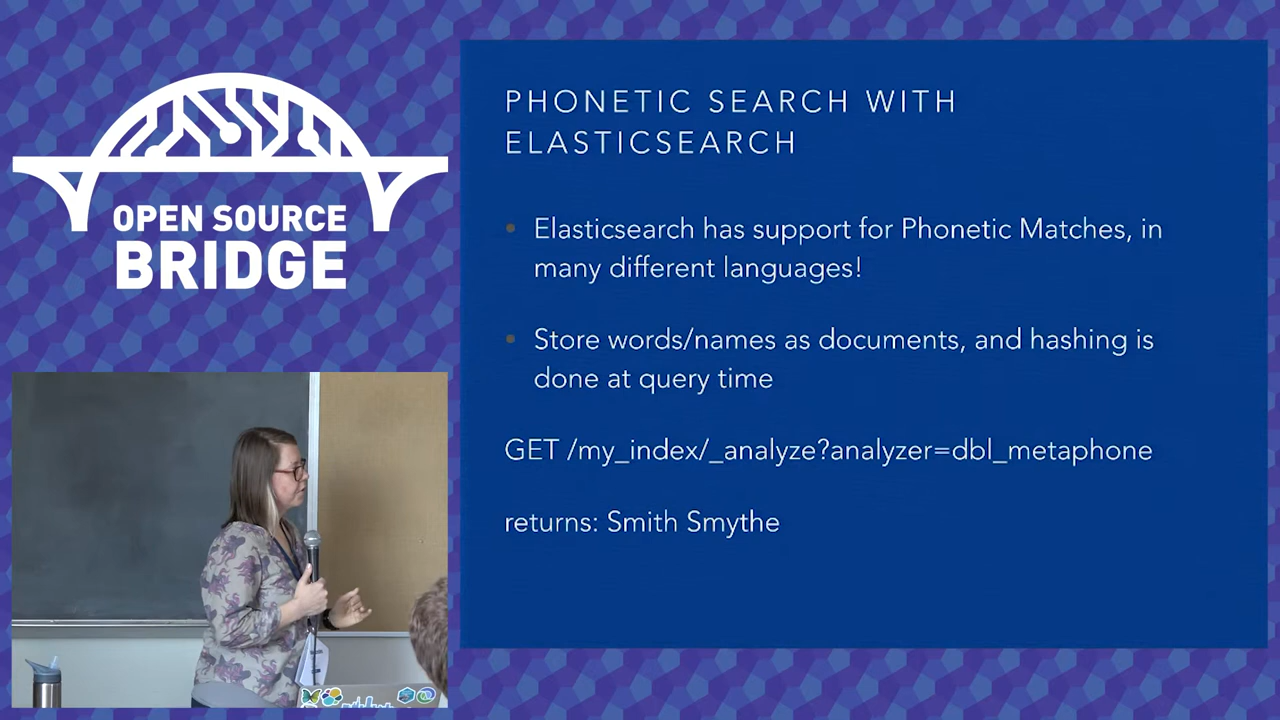 OPEN SOURCE
BRIDGE
PHONETIC SEARCH WITH
ELASTICSEARCH
• Elasticsearch has support for Phonetic Matches, in
many different languages!
• Store words/names as documents, and hashing is
done at query time
GET /my_index/_analyze?analyzer=dbl_metaphone
returns: Smith Smythe